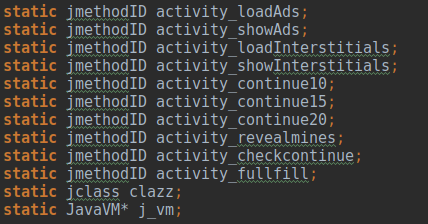 static jmethodID activity_loadAds;
static jmethodID activity_showAds;
static jmethodID activity_loadInterstitials;
static jmethodID activity_showInterstitials;
static jmethodID activity_continue10;
static jmethodID activity_continue15;
static jmethodID activity_continue20;
static jmethodID activity_revealmines;
static jmethodID activity_checkcontinue;
static jmethodID activity_fullfill;
static jclass clazz;
static JavaVM* j_vm;